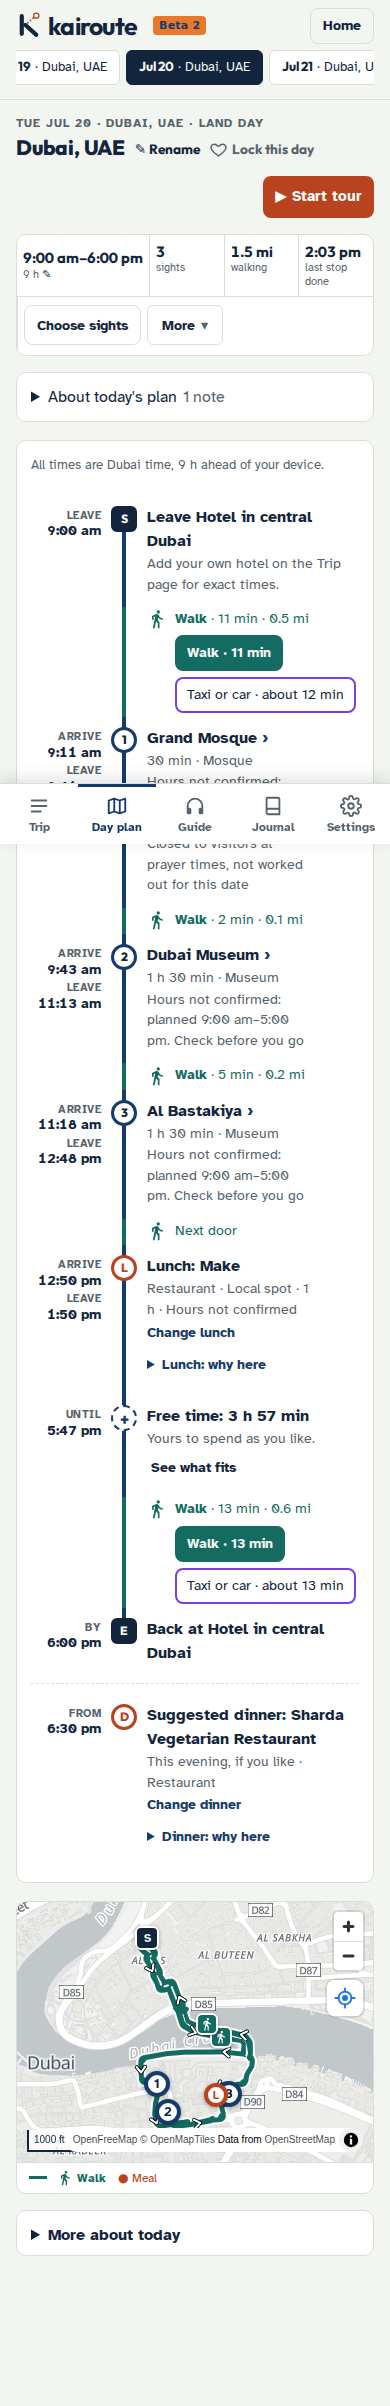 kairoute
Beta 2
Home
19 · Dubai, UAE
Jul 20 · Dubai, UAE
Jul 21 · Dubai, U
TUE JUL 20 · DUBAI, UAE · LAND DAY
Dubai, UAE
✎ Rename
Lock this day
▶ Start tour
9:00 am–6:00 pm
9 h ✎
3
sights
1.5 mi
walking
2:03 pm
last stop
done
Choose sights
More ▾
▶ About today's plan 1 note
All times are Dubai time, 9 h ahead of your device.
LEAVE
9:00 am
S
Leave Hotel in central
Dubai
Add your own hotel on the Trip
page for exact times.
Walk · 11 min · 0.5 mi
Walk · 11 min
Taxi or car · about 12 min
ARRIVE
9:11 am
LEAVE
1
Grand Mosque ›
30 min · Mosque
Hours not confirmed:
Trip
Day plan
Guide
Journal
Settings
Closed to visitors at
prayer times, not worked
out for this date
Walk · 2 min · 0.1 mi
ARRIVE
9:43 am
LEAVE
11:13 am
2
Dubai Museum ›
1 h 30 min · Museum
Hours not confirmed:
planned 9:00 am–5:00
pm. Check before you go
Walk · 5 min · 0.2 mi
ARRIVE
11:18 am
LEAVE
12:48 pm
3
Al Bastakiya ›
1 h 30 min · Museum
Hours not confirmed:
planned 9:00 am–5:00
pm. Check before you go
Next door
ARRIVE
12:50 pm
LEAVE
1:50 pm
L
Lunch: Make
Restaurant · Local spot · 1
h · Hours not confirmed
Change lunch
▶ Lunch: why here
UNTIL
5:47 pm
+
Free time: 3 h 57 min
Yours to spend as you like.
See what fits
Walk · 13 min · 0.6 mi
Walk · 13 min
Taxi or car · about 13 min
BY
6:00 pm
E
Back at Hotel in central
Dubai
FROM
6:30 pm
D
Suggested dinner: Sharda
Vegetarian Restaurant
This evening, if you like ·
Restaurant
Change dinner
▶ Dinner: why here
D82
S
AL SABKHA
AL BUTEEN
D87
D85
D85
Dubai
1
2
L
3
D90
D84
+
−
1000 ft
OpenFreeMap © OpenMapTiles Data from OpenStreetMap
Walk
Meal
▶ More about today